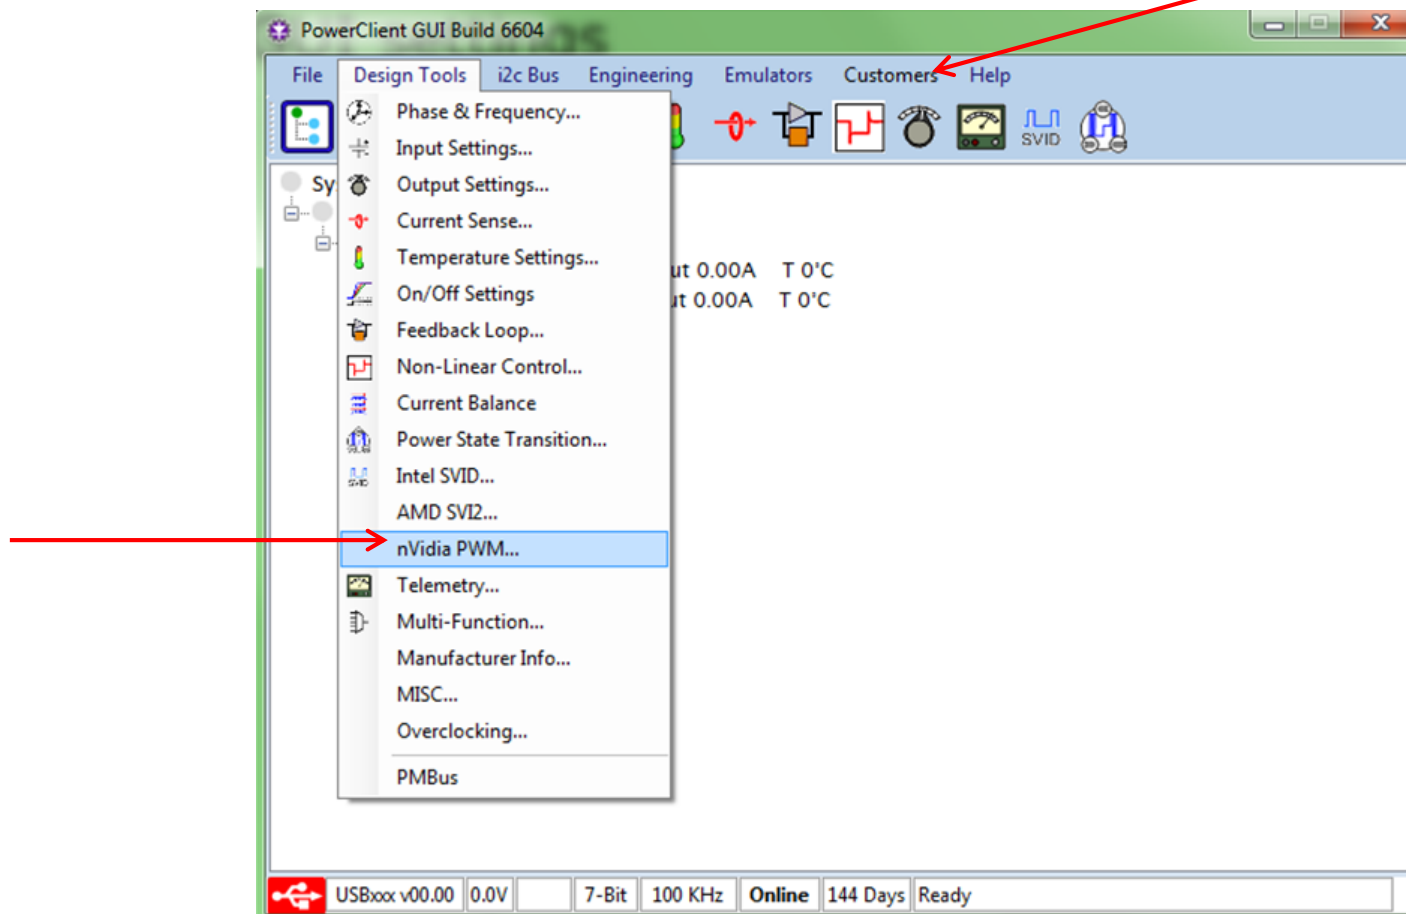 PowerClient GUI Build 6604
File Design Tools i2c Bus Engineering Emulators Customers Help
SVID
Phase & Frequency...
Input Settings...
Output Settings...
Current Sense...
Temperature Settings...
On/Off Settings
Feedback Loop...
Non-Linear Control...
Current Balance
Power State Transition...
Intel SVID...
AMD SVI2...
nVidia PWM...
Telemetry...
Multi-Function...
Manufacturer Info...
MISC...
Overclocking...
PMBus
Sy
ut 0.00A T 0'C
ut 0.00A T 0'C
USBxxx v00.00 0.0V 7-Bit 100 KHz Online 144 Days Ready